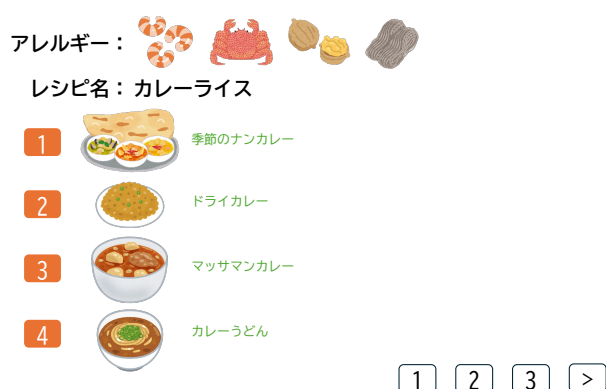 アレルギー：
レシピ名：カレーライス
1 季節のナンカレー
2 ドライカレー
3 マッサマンカレー
4 カレーうどん
1 2 3 >